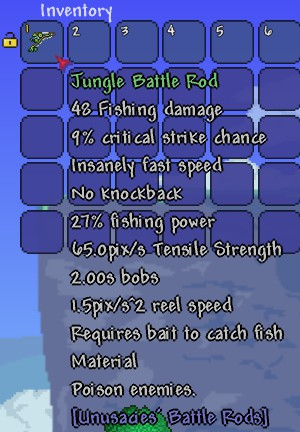 Inventory
1 2 3 4 5 6
Jungle Battle Rod
48 Fishing damage
9% critical strike chance
Insanely fast speed
No knockback
27% fishing power
65.0pix/s Tensile Strength
2.00s bobs
1.5pix/s^2 reel speed
Requires bait to catch fish
Material
Poison enemies.
[Unusacies' Battle Rods]